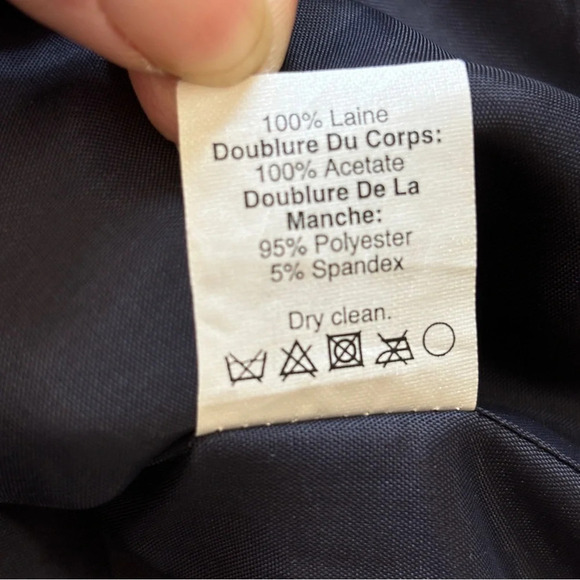 100% Laine
Doublure Du Corps:
100% Acetate
Doublure De La
Manche:
95% Polyester
5% Spandex
Dry clean.